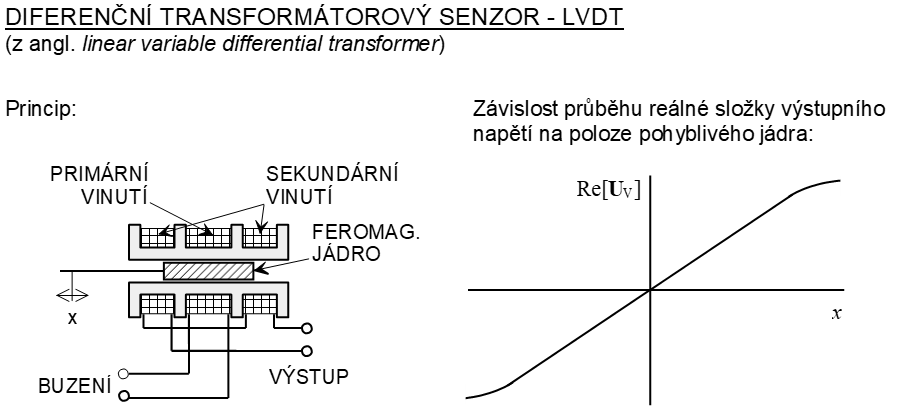 DIFERENČNÍ TRANSFORMÁTOROVÝ SENZOR - LVDT
(z angl. linear variable differential transformer)
Princip:
Závislost průběhu reálné složky výstupního
napětí na poloze pohyblivého jádra:
PRIMÁRNÍ
VINUTÍ
SEKUNDÁRNÍ
VINUTÍ
FEROMAG.
JÁDRO
x
BUZENÍ
VÝSTUP
Re[UV]
x